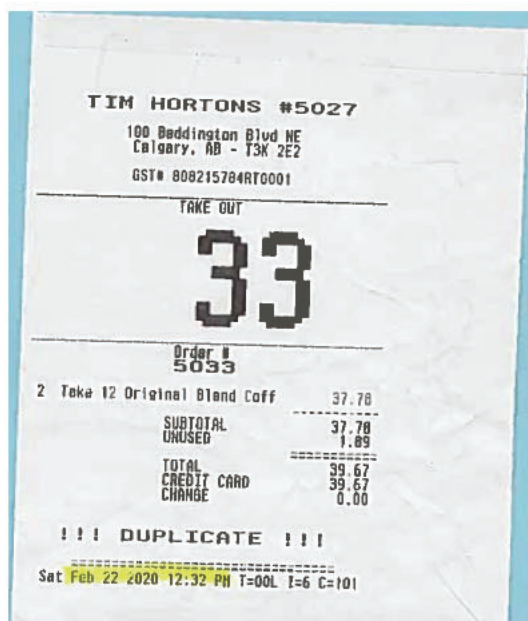 TIM HORTONS #5027
100 Beddington Blvd NE
Calgary, AB - T3K 2E2
GST# 808215784RT0001
TAKE OUT
33
Order #
5033
2 Take 12 Original Blend Coff 37.78
SUBTOTAL 37.78
UNUSED 1.89
TOTAL 39.67
CREDIT CARD 39.67
CHANGE 0.00
!!! DUPLICATE !!!
Sat Feb 22 2020 12:32 PM T=00L I=6 C=101